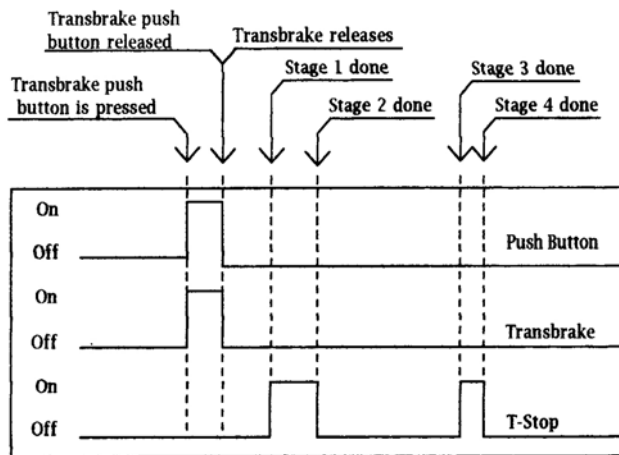 Transbrake push
button released
Transbrake releases
Stage 1 done
Stage 3 done
Transbrake push
button is pressed
Stage 2 done
Stage 4 done
On
Off
Push Button
On
Off
Transbrake
On
Off
T-Stop